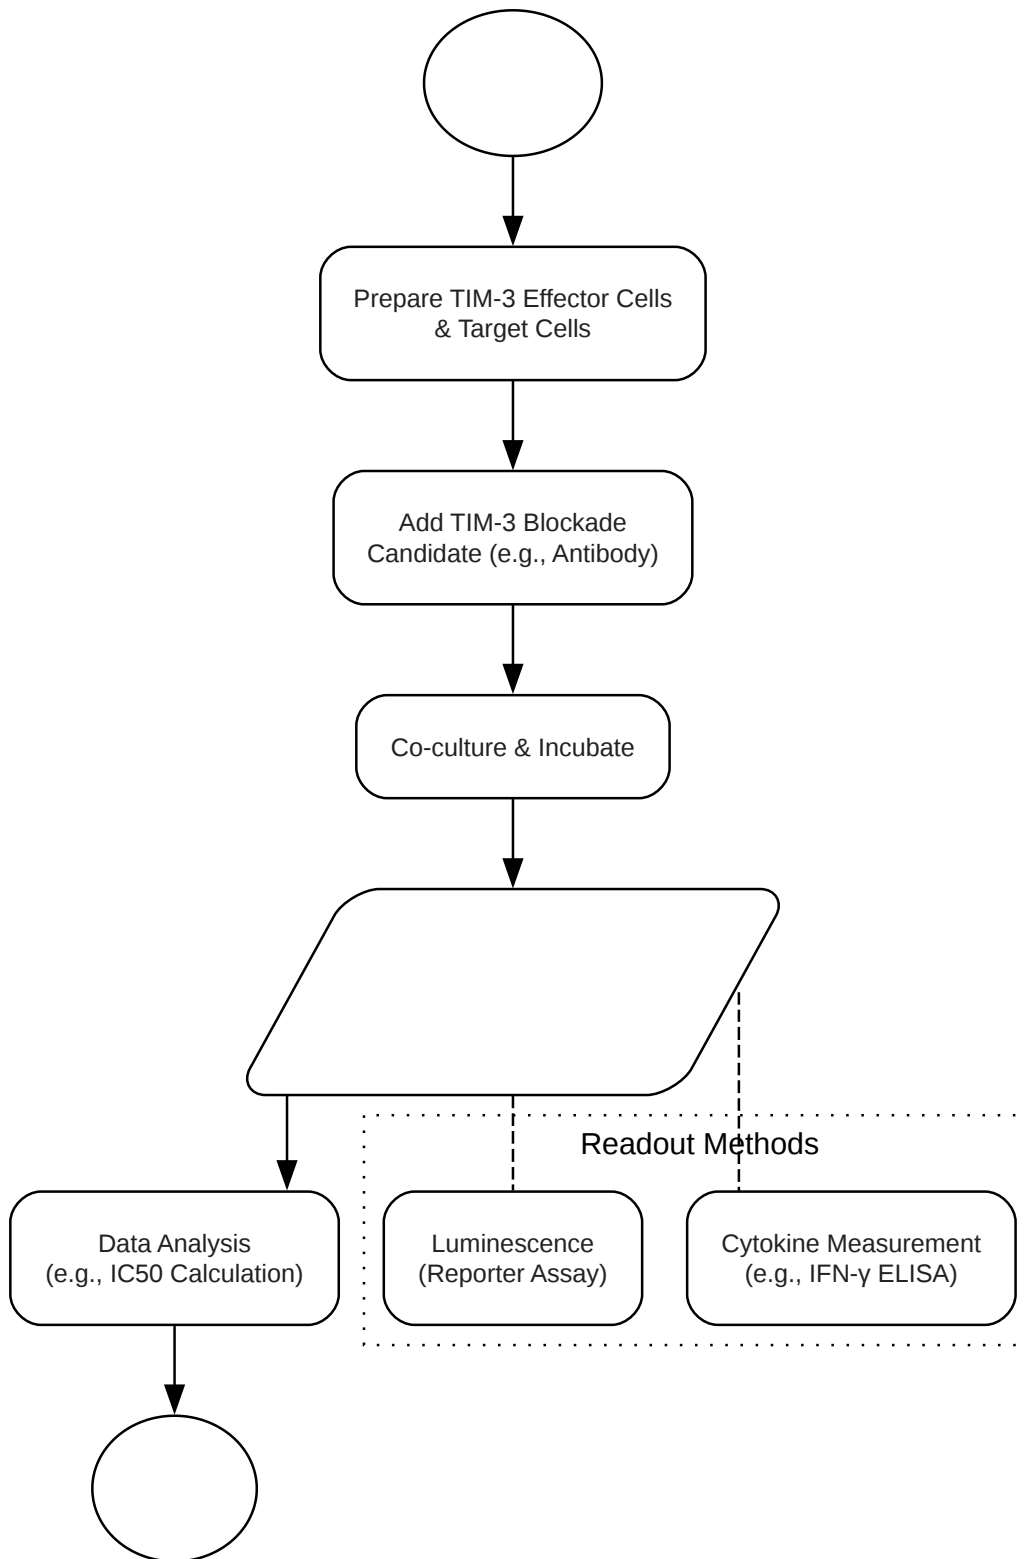 Prepare TIM-3 Effector Cells
& Target Cells
Add TIM-3 Blockade
Candidate (e.g., Antibody)
Co-culture & Incubate
Readout Methods
Data Analysis
(e.g., IC50 Calculation)
Luminescence
(Reporter Assay)
Cytokine Measurement
(e.g., IFN-γ ELISA)